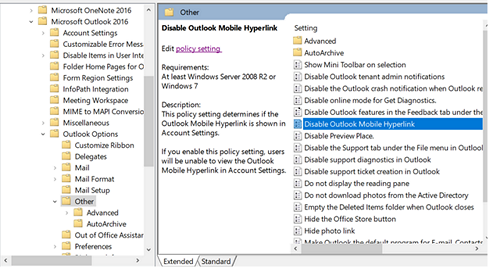 Microsoft OneNote 2016
Microsoft Outlook 2016
Account Settings
Customizable Error Mess
Disable Items in User Inte
Folder Home Pages for O
Form Region Settings
InfoPath Integration
Meeting Workspace
MIME to MAPI Conversion
Miscellaneous
Outlook Options
Customize Ribbon
Delegates
Mail
Mail Format
Mail Setup
Other
Advanced
AutoArchive
Out of Office Assistan
Preferences
Other
Disable Outlook Mobile Hyperlink
Edit policy setting.
Requirements:
At least Windows Server 2008 R2 or
Windows 7
Description:
This policy setting determines if the
Outlook Mobile Hyperlink is shown in
Account Settings.
If you enable this policy setting, users
will be unable to view the Outlook
Mobile Hyperlink in Account Settings.
Setting
Advanced
AutoArchive
Show Mini Toolbar on selection
Disable Outlook tenant admin notifications
Disable the Outlook crash notification when Outlook re
Disable online mode for Get Diagnostics.
Disable Outlook features in the Feedback tab under the
Disable Outlook Mobile Hyperlink
Disable Preview Place.
Disable the Support tab under the File menu in Outlook
Disable support diagnostics in Outlook
Disable support ticket creation in Outlook
Do not display the reading pane
Do not download photos from the Active Directory
Empty the Deleted Items folder when Outlook closes
Hide the Office Store button
Hide photo link
Make Outlook the default program for E-mail, Contacts
Extended
Standard